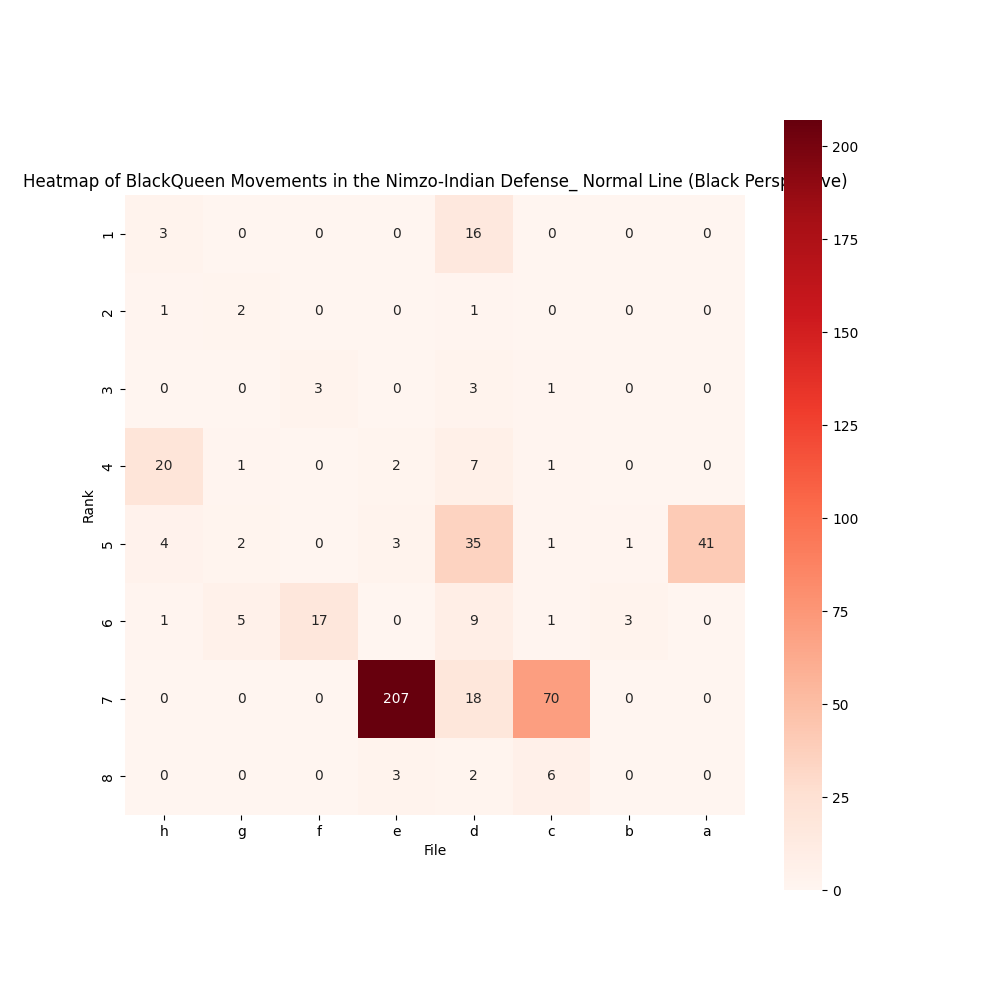 Heatmap of BlackQueen Movements in the Nimzo-Indian Defense_ Normal Line (Black Persp ve)
200
175
150
125
100
75
50
25
0
Rank
1 3 0 0 0 16 0 0 0
2 1 2 0 0 1 0 0 0
3 0 0 3 0 3 1 0 0
4 20 1 0 2 7 1 0 0
5 4 2 0 3 35 1 1 41
6 1 5 17 0 9 1 3 0
7 0 0 0 207 18 70 0 0
8 0 0 0 3 2 6 0 0
h g f e d c b a
File